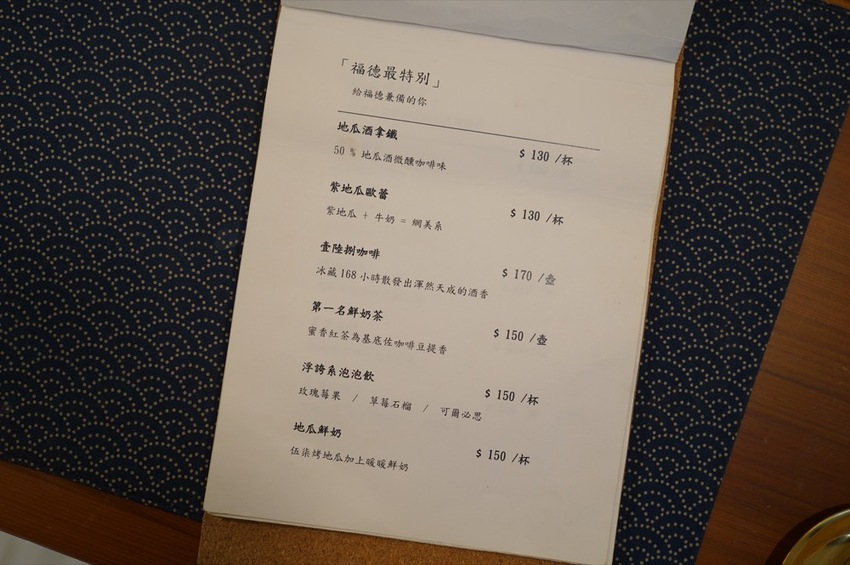 「福德最特別」
給福德兼備的你
地瓜酒拿鐵 $ 130 /杯
50 % 地瓜酒微醺咖啡味
紫地瓜歐蕾 $ 130 /杯
紫地瓜 + 牛奶 = 網美系
壹陸捌咖啡 $ 170 /壺
冰藏168小時散發出渾然天成的酒香
第一名鮮奶茶 $ 150 /壺
蜜香紅茶為基底佐咖啡豆提香
浮誇系泡泡飲 $ 150 /杯
玫瑰莓果 / 草莓石榴 / 可爾必思
地瓜鮮奶 $ 150 /杯
伍柒烤地瓜加上暖暖鮮奶